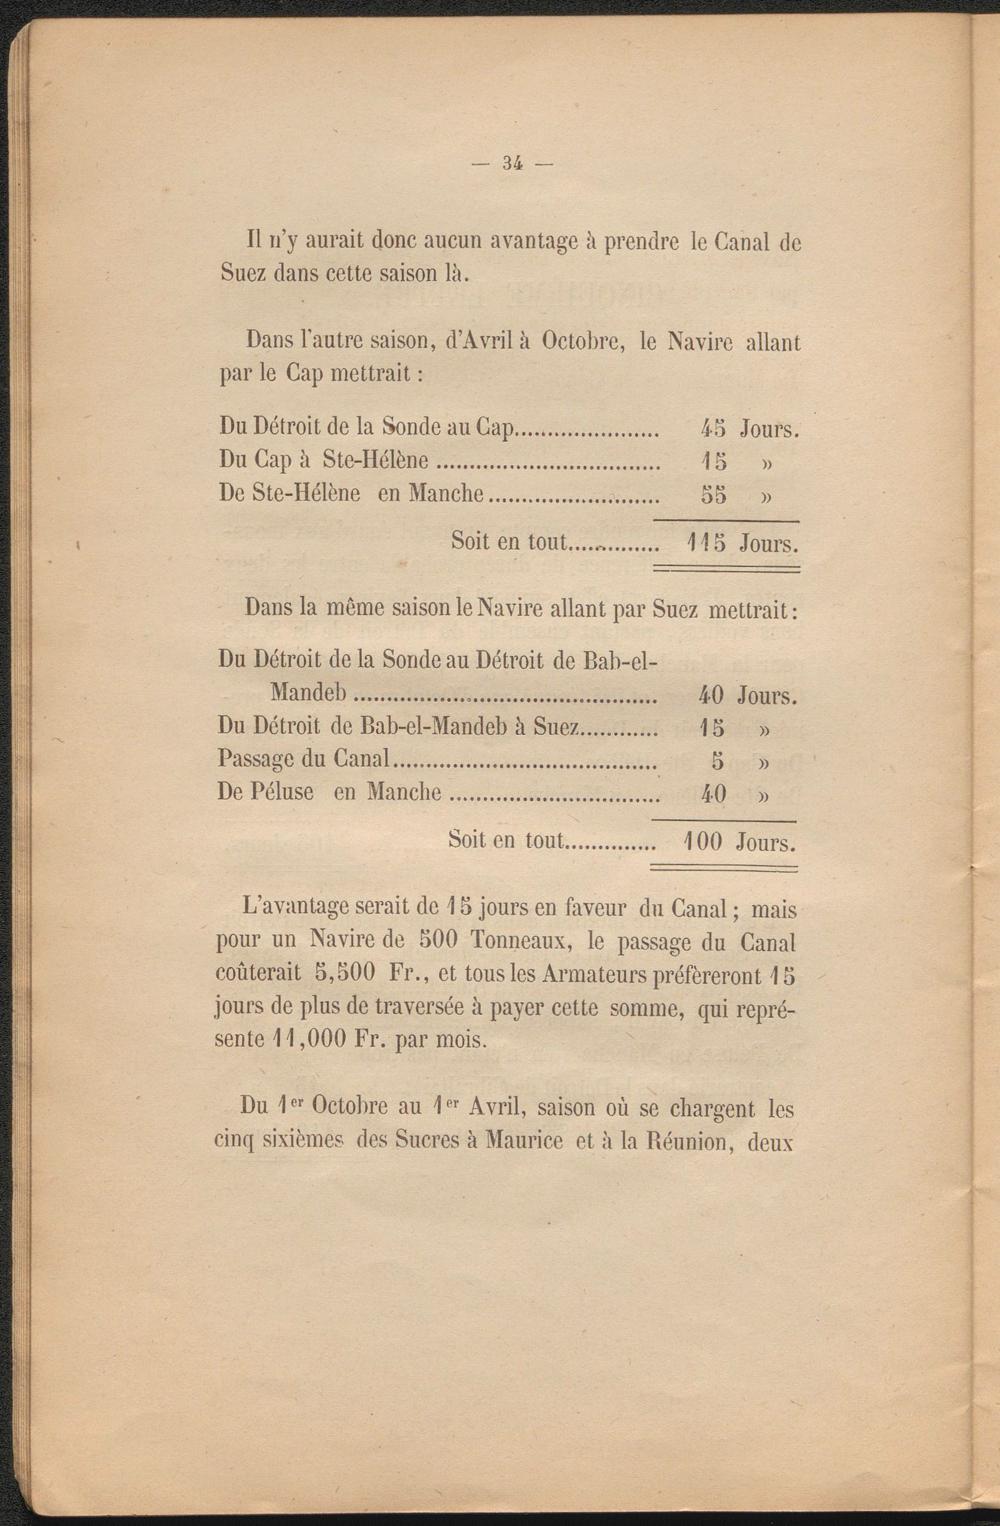 — 34 —
Il n'y aurait donc aucun avantage à prendre le Canal de
Suez dans cette saison là.
Dans l'autre saison, d'Avril à Octobre, le Navire allant
par le Cap mettrait :
Du Détroit de la Sonde au Cap...................... 45 Jours.
Du Cap à Ste-Hélène .................................. 15 »
De Ste-Hélène en Manche.......................... 55 »
Soit en tout.............. 115 Jours.
Dans la même saison le Navire allant par Suez mettrait :
Du Détroit de la Sonde au Détroit de Bab-el-
Mandeb .............................................. 40 Jours.
Du Détroit de Bab-el-Mandeb à Suez............ 15 »
Passage du Canal........................................ 5 »
De Péluse en Manche ................................ 40 »
Soit en tout.............. 100 Jours.
L'avantage serait de 15 jours en faveur du Canal ; mais
pour un Navire de 500 Tonneaux, le passage du Canal
coûterait 5,500 Fr., et tous les Armateurs préfèreront 15
jours de plus de traversée à payer cette somme, qui repré-
sente 11,000 Fr. par mois.
Du 1er Octobre au 1er Avril, saison où se chargent les
cinq sixièmes des Sucres à Maurice et à la Réunion, deux